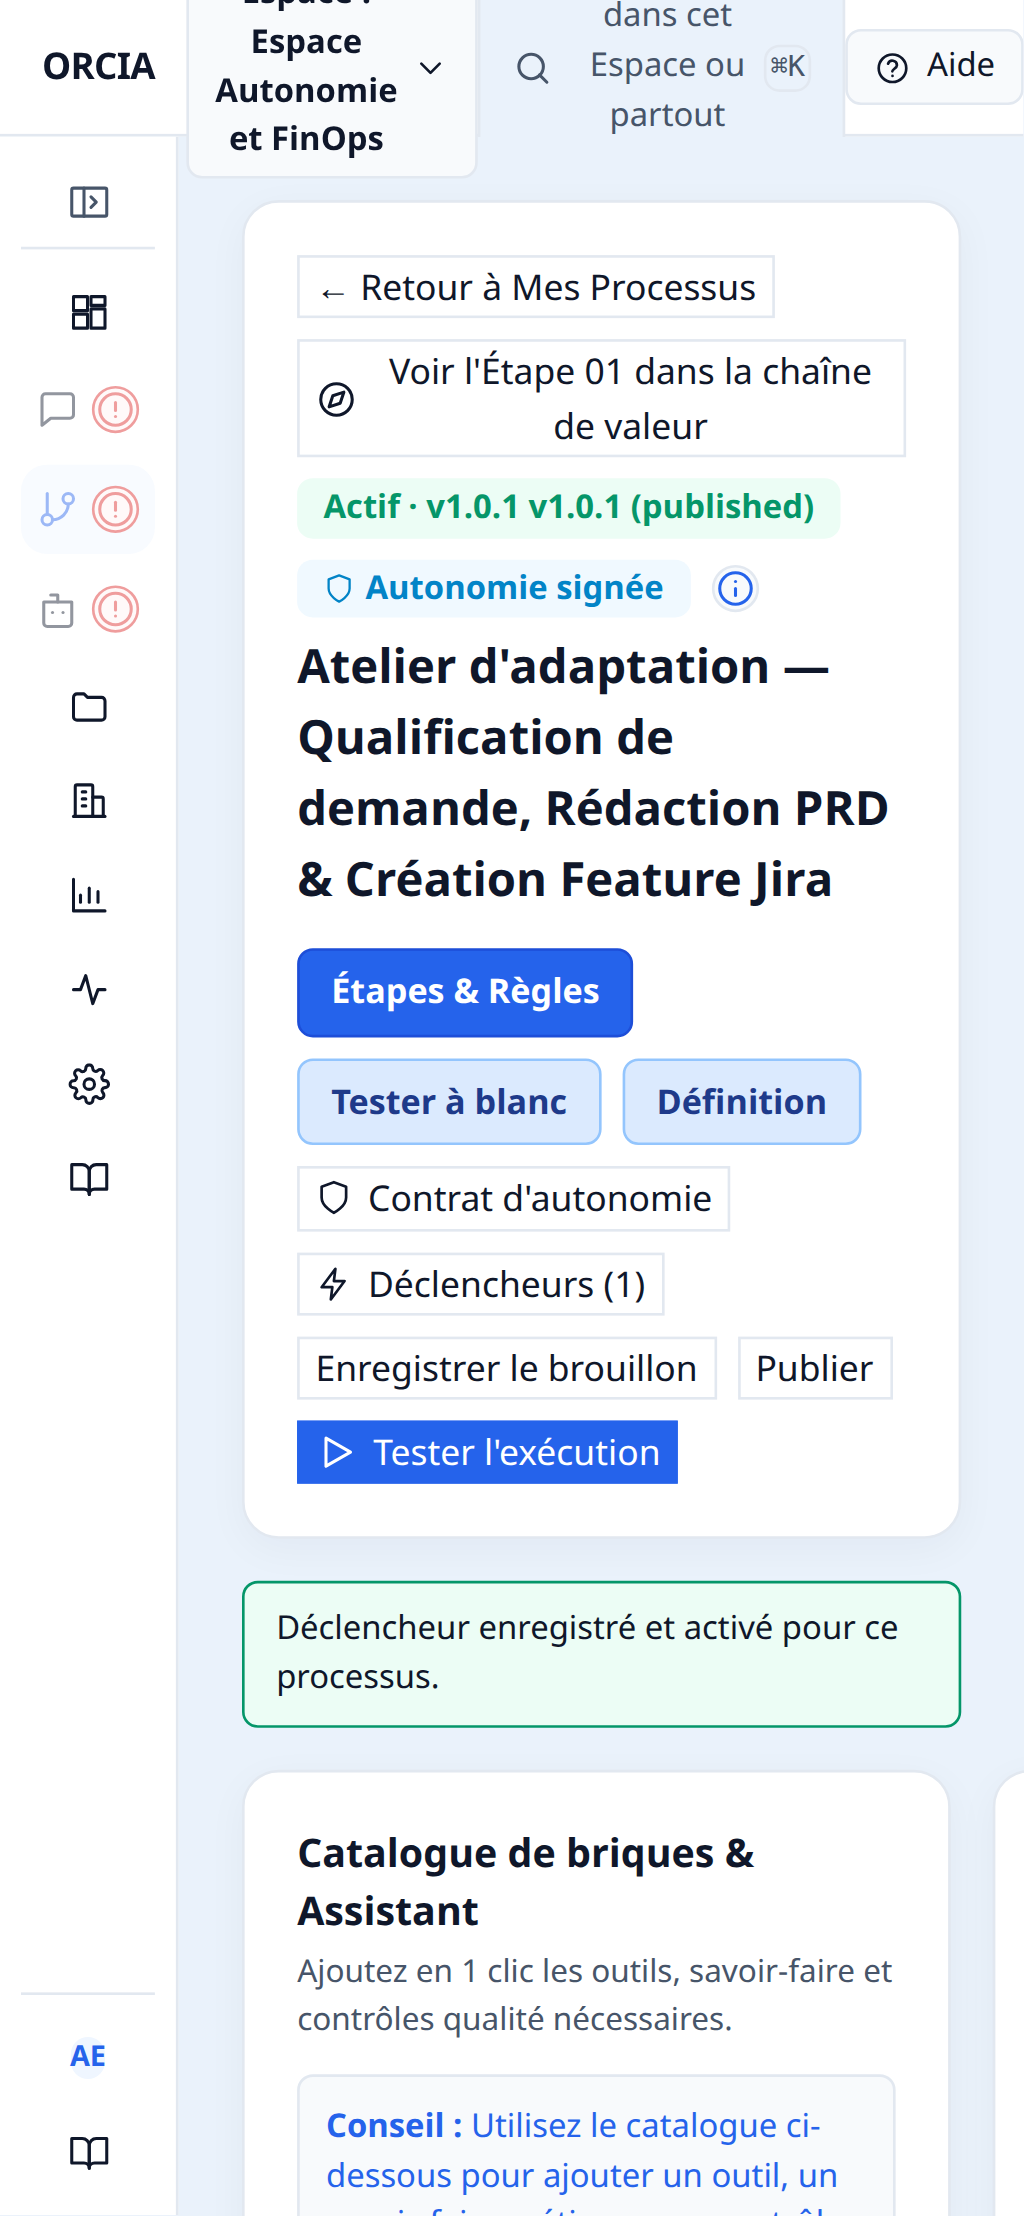 ORCIA
Espace :
Espace
Autonomie
et FinOps
dans cet
Espace ou
partout
⌘K
Aide
← Retour à Mes Processus
Voir l'Étape 01 dans la chaîne
de valeur
Actif · v1.0.1 v1.0.1 (published)
Autonomie signée
Atelier d'adaptation —
Qualification de
demande, Rédaction PRD
& Création Feature Jira
Étapes & Règles
Tester à blanc
Définition
Contrat d'autonomie
Déclencheurs (1)
Enregistrer le brouillon
Publier
Tester l'exécution
Déclencheur enregistré et activé pour ce
processus.
Catalogue de briques &
Assistant
Ajoutez en 1 clic les outils, savoir-faire et
contrôles qualité nécessaires.
Conseil : Utilisez le catalogue ci-
dessous pour ajouter un outil, un
AE